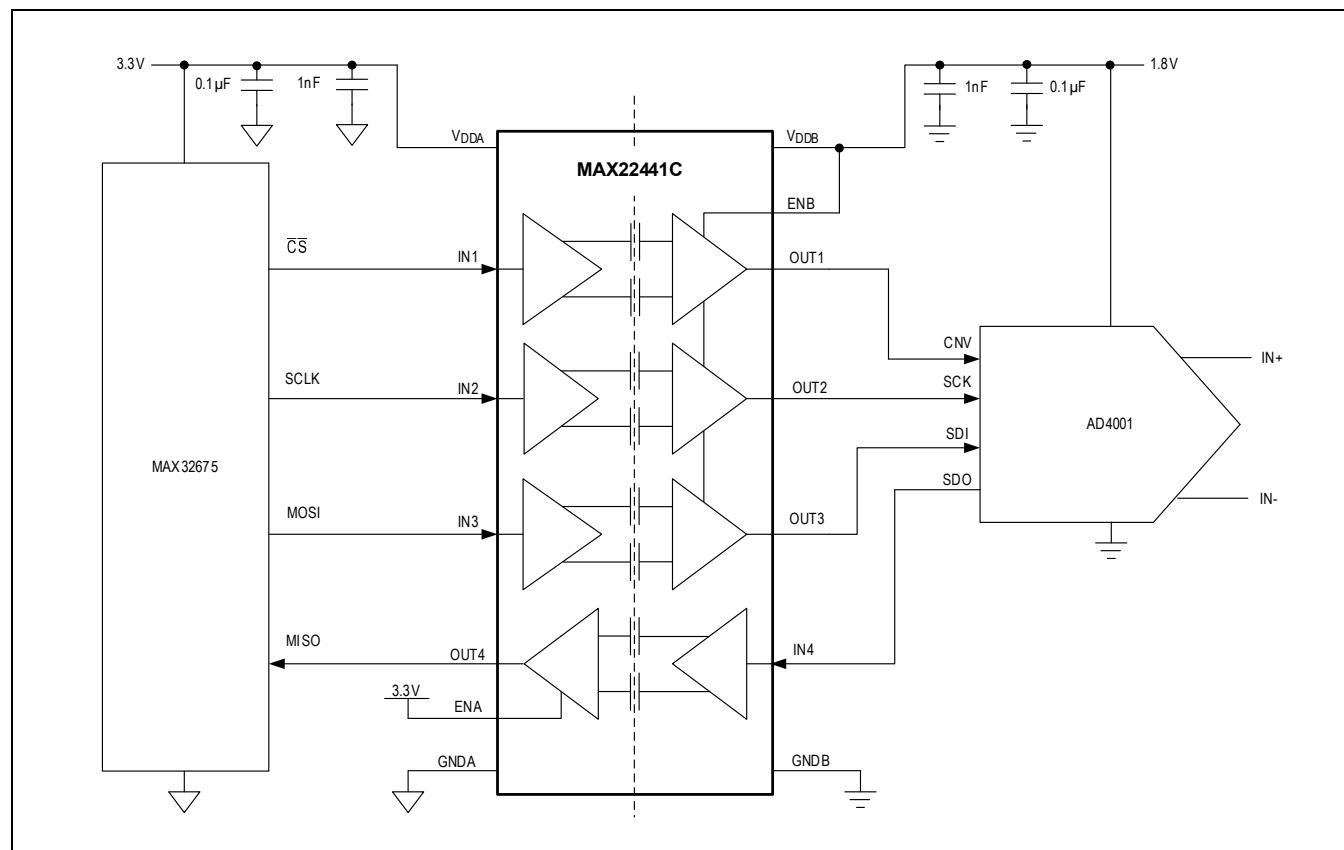 3.3V
0.1µF
1nF
1nF
0.1µF
1.8V
VDDA
VDDB
MAX22441C
ENB
CS
IN1
OUT1
CNV
IN+
SCLK
IN2
OUT2
SCK
AD4001
SDI
MAX32675
SDO
IN-
MOSI
IN3
OUT3
MISO
OUT4
IN4
3.3V
ENA
GNDA
GNDB